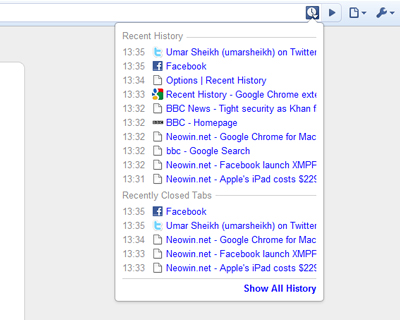 Recent History
13:35 Umar Sheikh (umarsheikh) on Twitter
13:35 Facebook
13:34 Options | Recent History
13:33 Recent History - Google Chrome exte
13:32 BBC News - Tight security as Khan f
13:32 BBC - Homepage
13:32 Neowin.net - Google Chrome for Mac
13:32 bbc - Google Search
13:32 Neowin.net - Facebook launch XMPF
13:31 Neowin.net - Apple's iPad costs $229
Recently Closed Tabs
13:35 Facebook
13:35 Umar Sheikh (umarsheikh) on Twitter
13:34 Neowin.net - Google Chrome for Mac
13:33 Neowin.net - Facebook launch XMPF
13:33 Neowin.net - Apple's iPad costs $229
Show All History